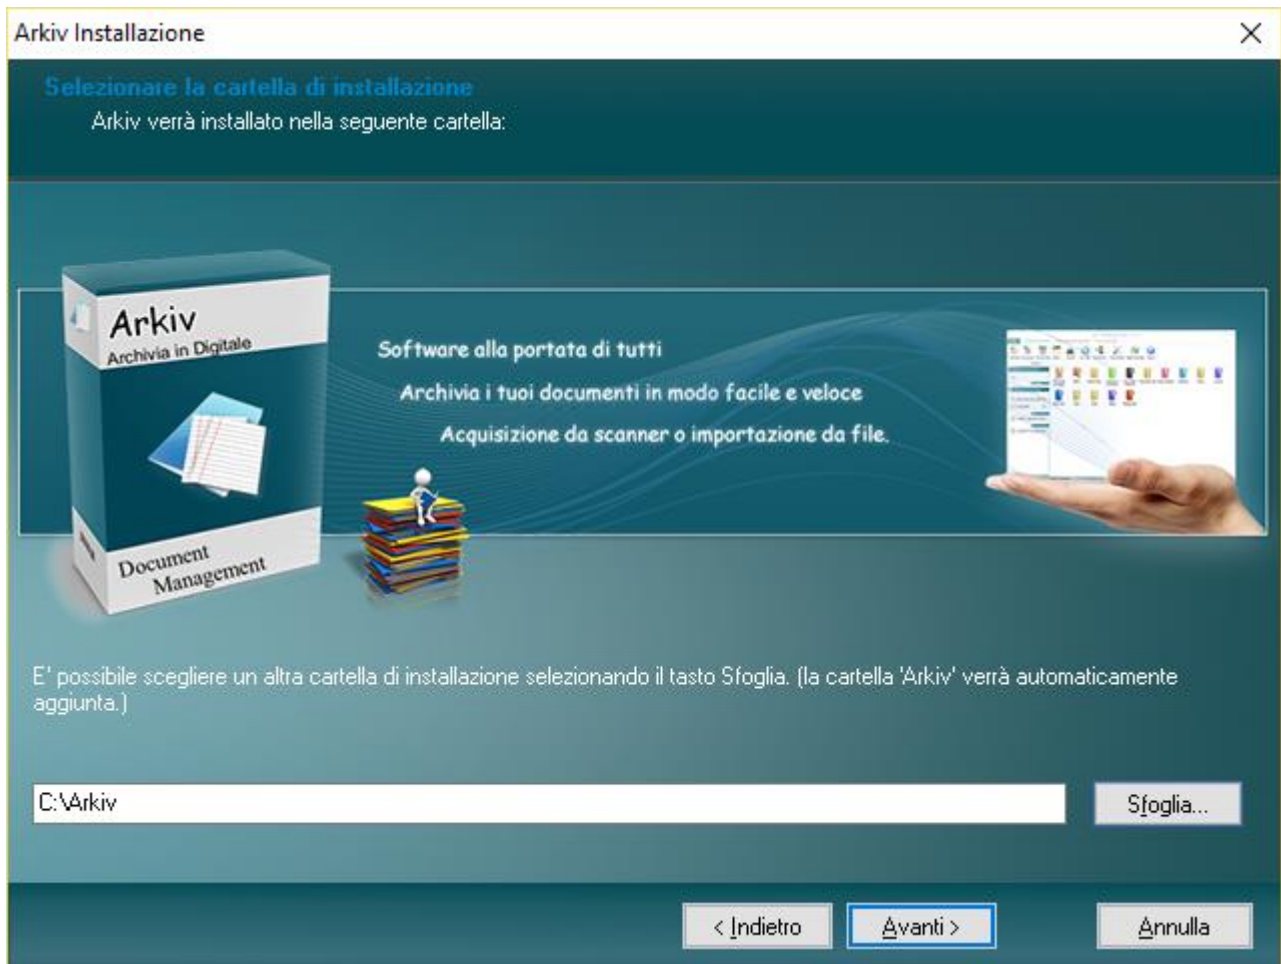 Arkiv Installazione
Selezionare la cartella di installazione
Arkiv verrà installato nella seguente cartella:
Arkiv
Archivia in Digitale
Software alla portata di tutti
Archivia i tuoi documenti in modo facile e veloce
Acquisizione da scanner o importazione da file.
Document
Management
E' possibile scegliere un altra cartella di installazione selezionando il tasto Sfoglia. (la cartella 'Arkiv' verrà automaticamente
aggiunta.)
C:\Arkiv
Sfoglia...
< Indietro
Avanti >
Annulla